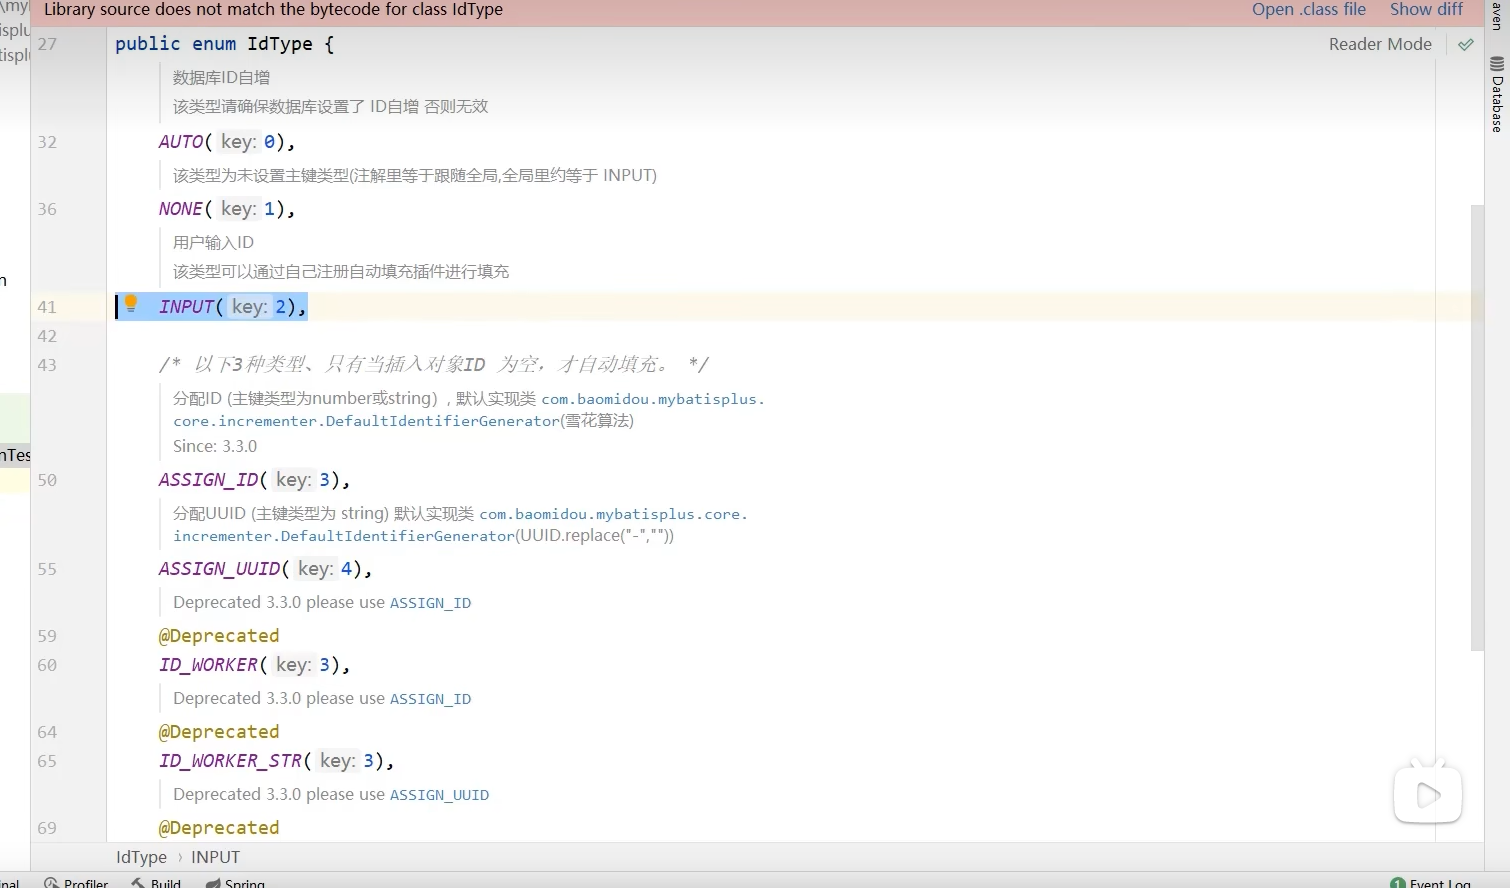 Library source does not match the bytecode for class IdType
Open .class file Show diff
27 public enum IdType {
Reader Mode
数据库ID自增
该类型请确保数据库设置了 ID自增 否则无效
32 AUTO( key: 0),
该类型为未设置主键类型(注解里等于跟随全局,全局里约等于 INPUT)
36 NONE( key: 1),
用户输入ID
该类型可以通过自己注册自动填充插件进行填充
41 INPUT( key: 2),
42
43 /* 以下3种类型、只有当插入对象ID 为空，才自动填充。 */
分配ID (主键类型为number或string）, 默认实现类 com.baomidou.mybatisplus.
core.incrementer.DefaultIdentifierGenerator(雪花算法)
Since: 3.3.0
50 ASSIGN_ID( key: 3),
分配UUID (主键类型为 string) 默认实现类 com.baomidou.mybatisplus.core.
incrementer.DefaultIdentifierGenerator(UUID.replace("-",""))
55 ASSIGN_UUID( key: 4),
Deprecated 3.3.0 please use ASSIGN_ID
59 @Deprecated
60 ID_WORKER( key: 3),
Deprecated 3.3.0 please use ASSIGN_ID
64 @Deprecated
65 ID_WORKER_STR( key: 3),
Deprecated 3.3.0 please use ASSIGN_UUID
69 @Deprecated
IdType › INPUT
Profiler Build Spring
1 Event Log
Database